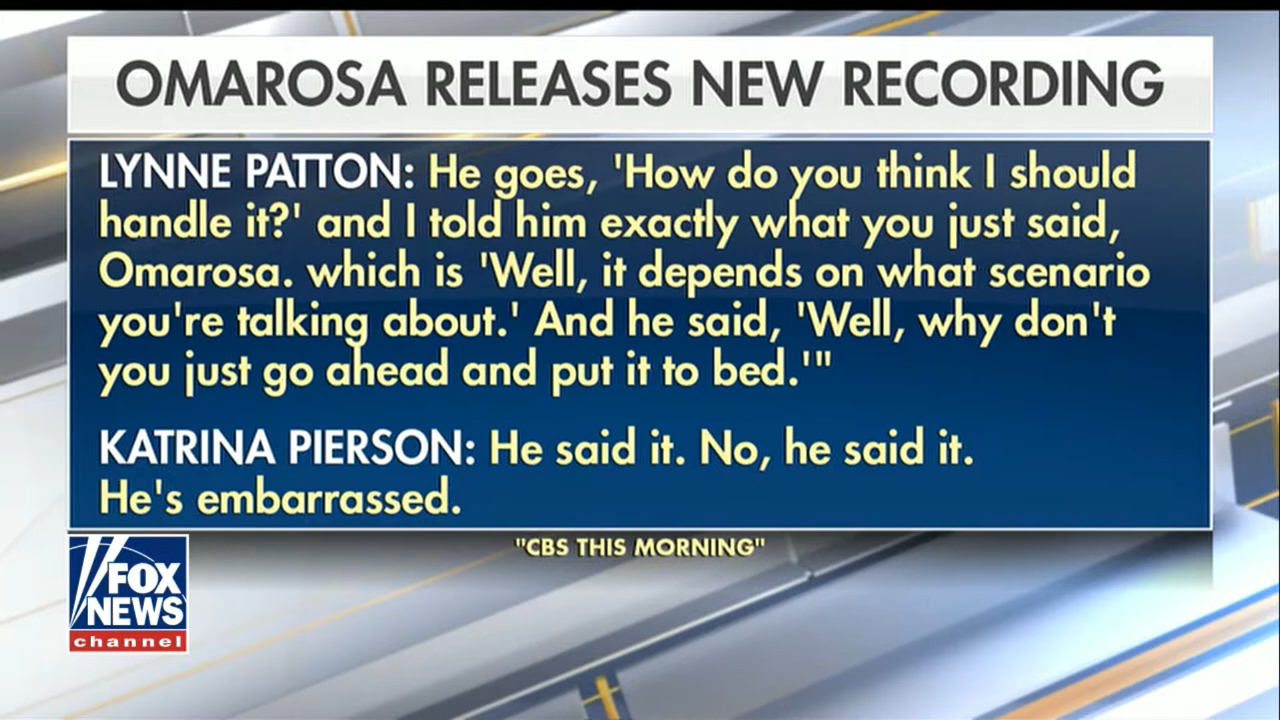 OMAROSA RELEASES NEW RECORDING
LYNNE PATTON: He goes, 'How do you think I should
handle it?' and I told him exactly what you just said,
Omarosa. which is 'Well, it depends on what scenario
you're talking about.' And he said, 'Well, why don't
you just go ahead and put it to bed.'"
KATRINA PIERSON: He said it. No, he said it.
He's embarrassed.
"CBS THIS MORNING"
FOX
NEWS
channel